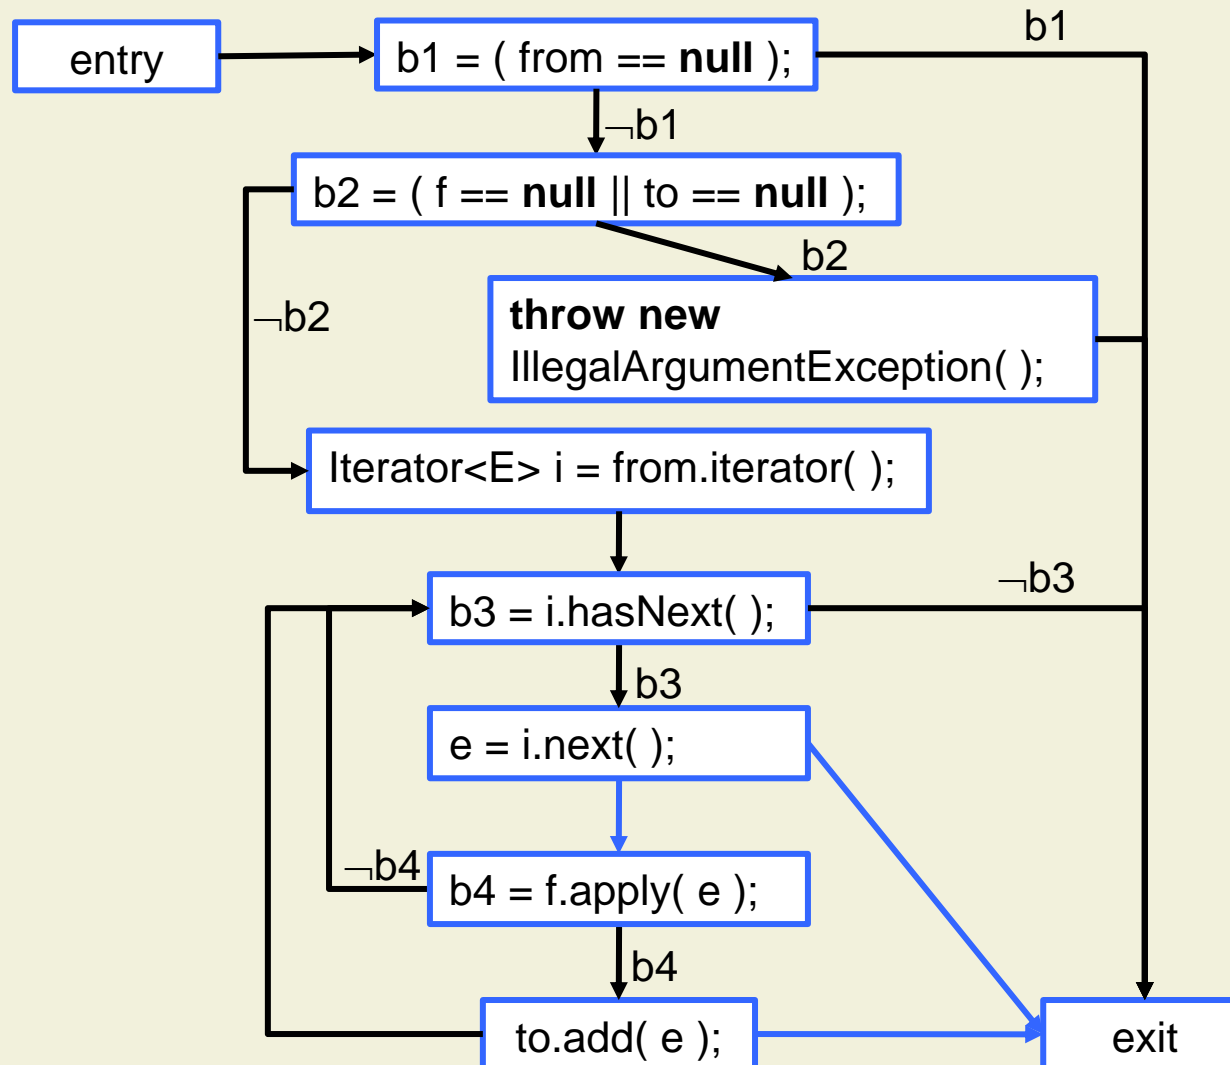 b1
entry
b1 = ( from == null );
¬b1
b2 = ( f == null || to == null );
b2
¬b2
throw new
IllegalArgumentException( );
Iterator<E> i = from.iterator( );
b3 = i.hasNext( );
¬b3
b3
e = i.next( );
¬b4
b4 = f.apply( e );
b4
to.add( e );
exit